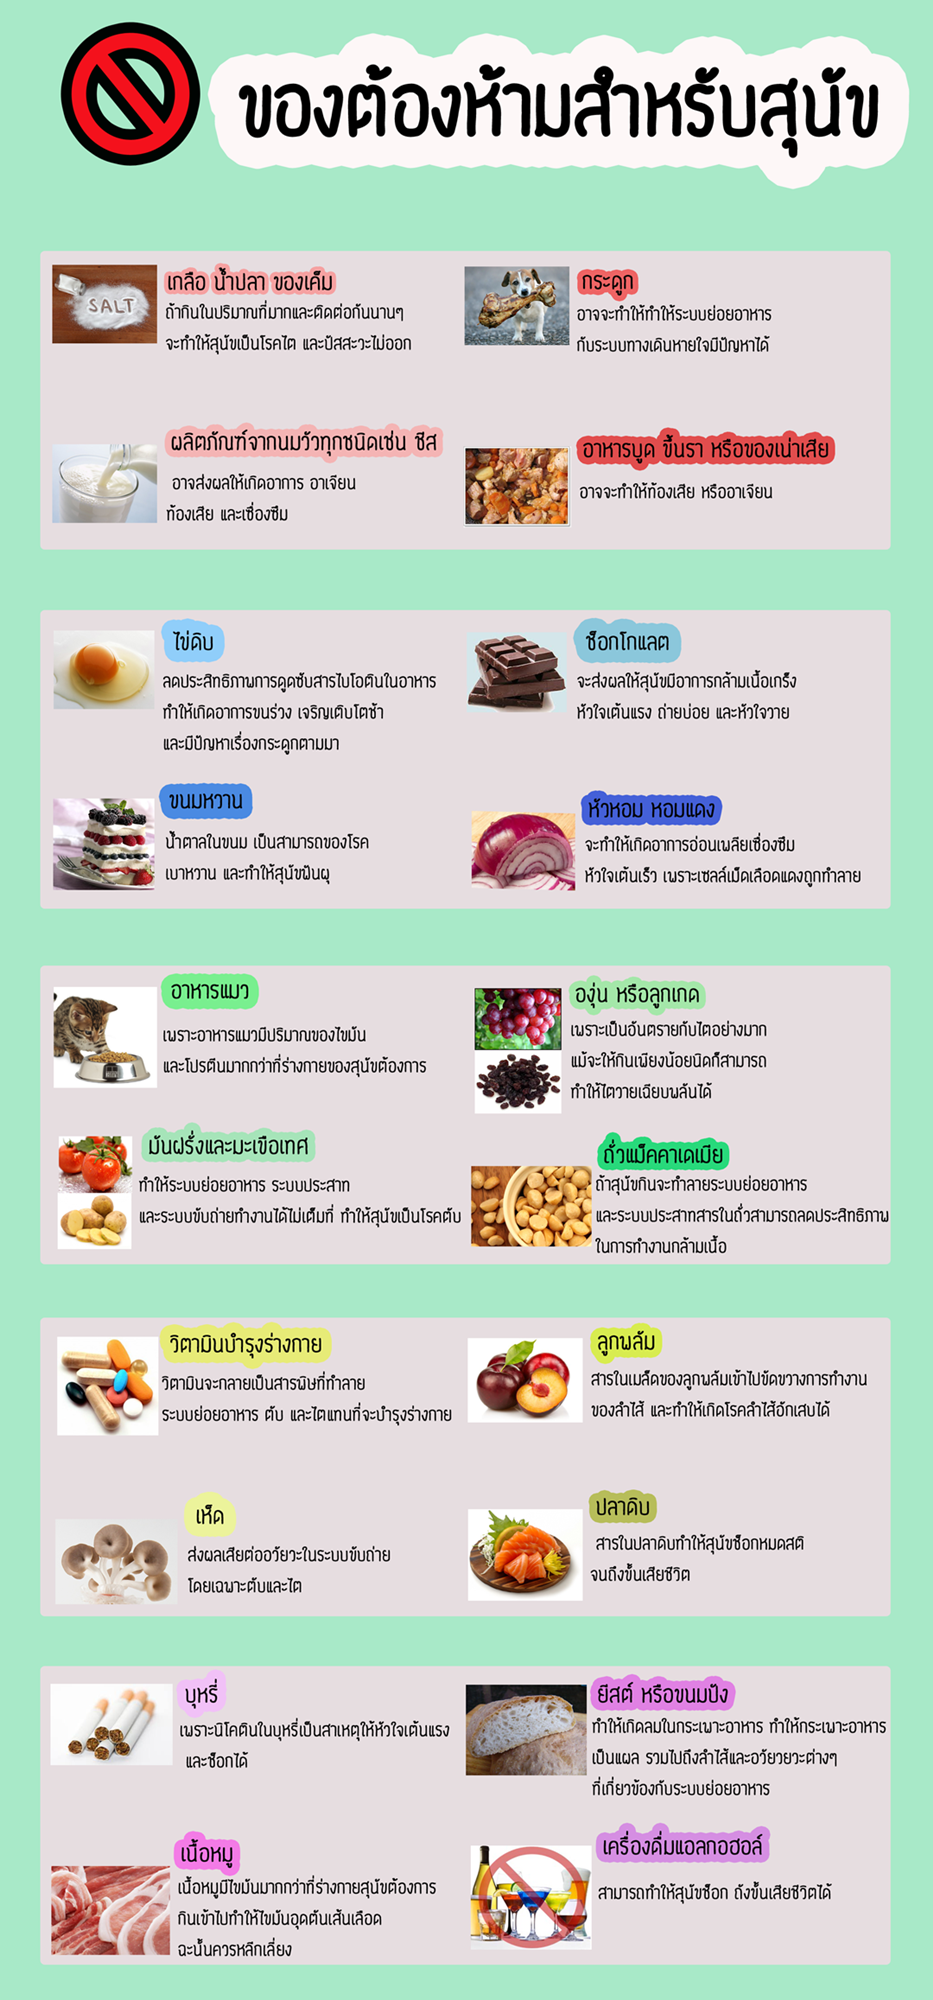 ของต้องห้ามสำหรับสุนัข
SALT
เกลือ น้ำปลา ของเค็ม
ถ้ากินในปริมาณที่มากและติดต่อกันนานๆ
จะทำให้สุนัขเป็นโรคไต และปัสสะวะไม่ออก
กระดูก
อาจจะทำให้ทำให้ระบบย่อยอาหาร
กับระบบทางเดินหายใจมีปัญหาได้
ผลิตภัณฑ์จากนมวัวทุกชนิดเช่น ชีส
อาจส่งผลให้เกิดอาการ อาเจียน
ท้องเสีย และเซื่องซึม
อาหารบูด ขึ้นรา หรือของเน่าเสีย
อาจจะทำให้ท้องเสีย หรืออาเจียน
ไข่ดิบ
ลดประสิทธิภาพการดูดซับสารไบโอตินในอาหาร
ทำให้เกิดอาการขนร่วง เจริญเติบโตช้า
และมีปัญหาเรื่องกระดูกตามมา
ช็อกโกแลต
จะส่งผลให้สุนัขมีอาการกล้ามเนื้อเกร็ง
หัวใจเต้นแรง ถ่ายบ่อย และหัวใจวาย
ขนมหวาน
น้ำตาลในขนม เป็นสามารถของโรค
เบาหวาน และทำให้สุนัขฟันผุ
หัวหอม หอมแดง
จะทำให้เกิดอาการอ่อนเพลียเซื่องซึม
หัวใจเต้นเร็ว เพราะเซลล์เม็ดเลือดแดงถูกทำลาย
อาหารแมว
เพราะอาหารแมวมีปริมาณของไขมัน
และโปรตีนมากกว่าที่ร่างกายของสุนัขต้องการ
องุ่น หรือลูกเกด
เพราะเป็นอันตรายกับไตอย่างมาก
แม้จะให้กินเพียงน้อยนิดก็สามารถ
ทำให้ไตวายเฉียบพลันได้
มันฝรั่งและมะเขือเทศ
ทำให้ระบบย่อยอาหาร ระบบประสาท
และระบบขับถ่ายทำงานได้ไม่เต็มที่ ทำให้สุนัขเป็นโรคตับ
ถั่วแม็คคาเดเมีย
ถ้าสุนัขกินจะทำลายระบบย่อยอาหาร
และระบบประสาทสารในถั่วสามารถลดประสิทธิภาพ
ในการทำงานกล้ามเนื้อ
วิตามินบำรุงร่างกาย
วิตามินจะกลายเป็นสารพิษที่ทำลาย
ระบบย่อยอาหาร ตับ และไตแทนที่จะบำรุงร่างกาย
ลูกพลัม
สารในเมล็ดของลูกพลัมเข้าไปขัดขวางการทำงาน
ของลำไส้ และทำให้เกิดโรคลำไส้อักเสบได้
เห็ด
ส่งผลเสียต่ออวัยวะในระบบขับถ่าย
โดยเฉพาะตับและไต
ปลาดิบ
สารในปลาดิบทำให้สุนัขช็อกหมดสติ
จนถึงขั้นเสียชีวิต
บุหรี่
เพราะนิโคตินในบุหรี่เป็นสาเหตุให้หัวใจเต้นแรง
และช็อกได้
ยีสต์ หรือขนมปัง
ทำให้เกิดลมในกระเพาะอาหาร ทำให้กระเพาะอาหาร
เป็นแผล รวมไปถึงลำไส้และอวัยวยวะต่างๆ
ที่เกี่ยวข้องกับระบบย่อยอาหาร
เนื้อหมู
เนื้อหมูมีไขมันมากกว่าที่ร่างกายสุนัขต้องการ
กินเข้าไปทำให้ไขมันอุดตันเส้นเลือด
ฉะนั้นควรหลีกเลี่ยง
เครื่องดื่มแอลกอฮอล์
สามารถทำให้สุนัขช็อก ถังขั้นเสียชีวิตได้